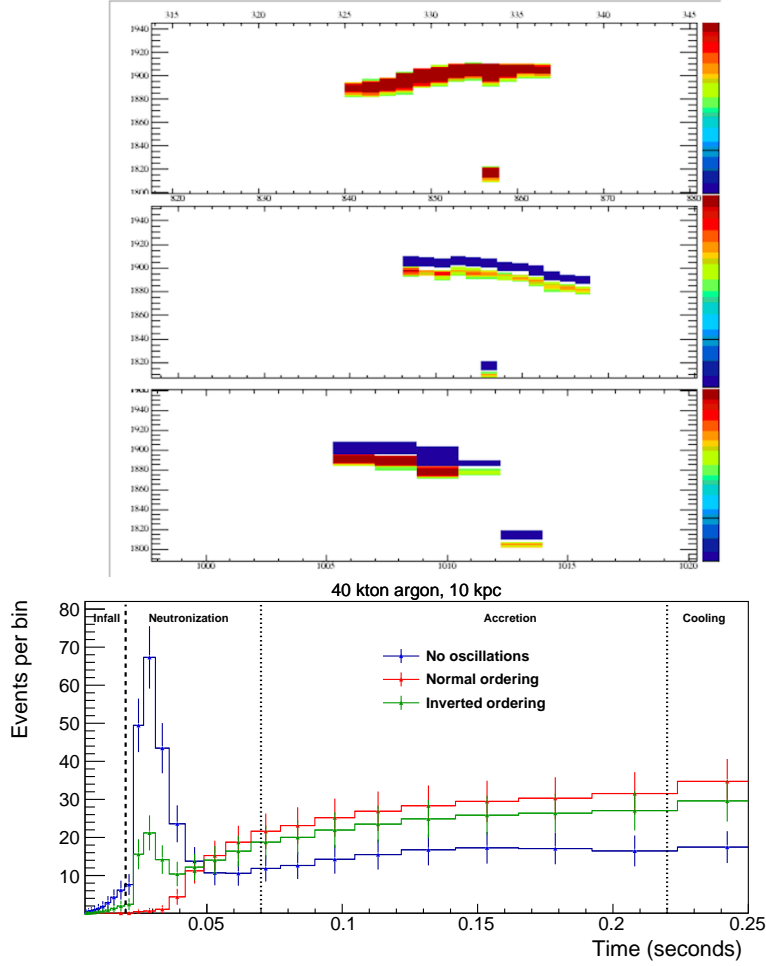 315 320 325 330 335 340 345
1940
1920
1900
1880
1860
1840
1820
1800
820 830 840 850 860 870 880
1940
1920
1900
1880
1860
1840
1820
1960
1940
1920
1900
1880
1860
1840
1820
1800
1000 1005 1010 1015 1020
40 kton argon, 10 kpc
Events per bin
80
70
60
50
40
30
20
10
Infall Neutronization Accretion Cooling
No oscillations
Normal ordering
Inverted ordering
0.05 0.1 0.15 0.2 0.25
Time (seconds)